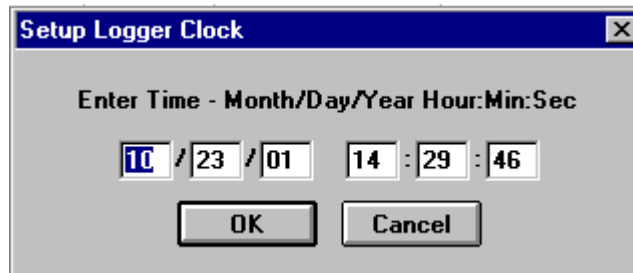 Setup Logger Clock
Enter Time - Month/Day/Year Hour:Min:Sec
10 / 23 / 01 14 : 29 : 46
OK Cancel